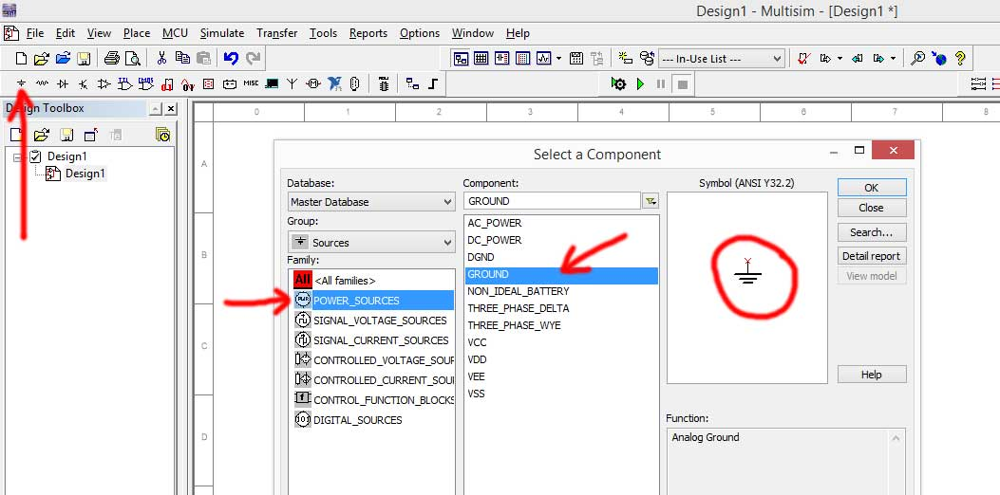 Design1 - Multisim - [Design1 *]
File Edit View Place MCU Simulate Transfer Tools Reports Options Window Help
--- In-Use List ---
MISC
Design Toolbox
Design1
Design1
0 1 2 3 4 5 6 7 8
A
B
C
D
Select a Component
Database:
Master Database
Group:
Sources
Family:
All <All families>
POWER_SOURCES
SIGNAL_VOLTAGE_SOURCES
SIGNAL_CURRENT_SOURCES
CONTROLLED_VOLTAGE_SOUR
CONTROLLED_CURRENT_SOU
CONTROL_FUNCTION_BLOCKS
DIGITAL_SOURCES
Component:
GROUND
AC_POWER
DC_POWER
DGND
GROUND
NON_IDEAL_BATTERY
THREE_PHASE_DELTA
THREE_PHASE_WYE
VCC
VDD
VEE
VSS
Symbol (ANSI Y32.2)
OK
Close
Search...
Detail report
View model
Help
Function:
Analog Ground